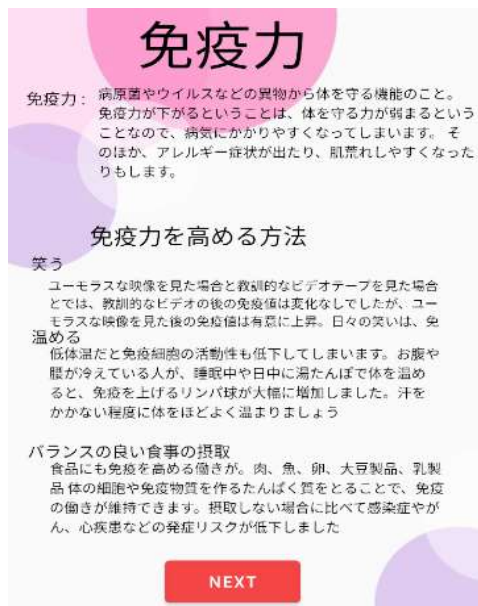 免疫力
免疫力： 病原菌やウイルスなどの異物から体を守る機能のこと。
免疫力が下がるということは、体を守る力が弱まるという
ことなので、病気にかかりやすくなってしまいます。 そ
のほか、アレルギー症状が出たり、肌荒れしやすくなった
りもします。
免疫力を高める方法
笑う
ユーモラスな映像を見た場合と教訓的なビデオテープを見た場合
とでは、教訓的なビデオの後の免疫値は変化なしでしたが、ユー
モラスな映像を見た後の免疫値は有意に上昇。日々の笑いは、免
温める
低体温だと免疫細胞の活動性も低下してしまいます。お腹や
腰が冷えている人が、睡眠中や日中に湯たんぽで体を温め
ると、免疫を上げるリンパ球が大幅に増加しました。汗を
かかない程度に体をほどよく温まりましょう
バランスの良い食事の摂取
食品にも免疫を高める働きが。肉、魚、卵、大豆製品、乳製
品 体の細胞や免疫物質を作るたんぱく質をとることで、免疫
の働きが維持できます。摂取しない場合に比べて感染症やが
ん、心疾患などの発症リスクが低下しました
NEXT